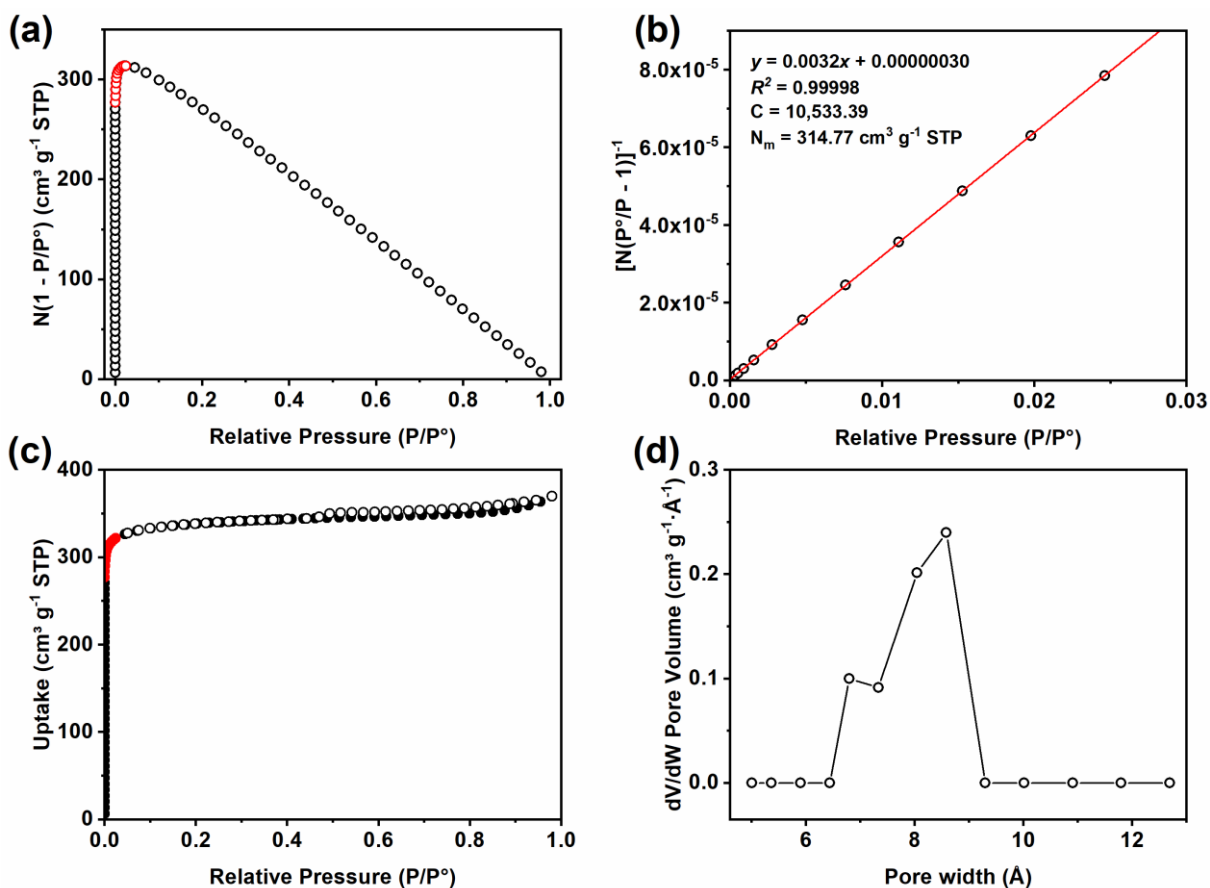 (a)
300
200
100
0
0.0 0.2 0.4 0.6 0.8 1.0
N(1 - P/P°) (cm³ g⁻¹ STP)
Relative Pressure (P/P°)
(b)
y = 0.0032x + 0.00000030
R² = 0.99998
C = 10,533.39
Nₘ = 314.77 cm³ g⁻¹ STP
8.0x10⁻⁵
6.0x10⁻⁵
4.0x10⁻⁵
2.0x10⁻⁵
0.0
0.00 0.01 0.02 0.03
[N(P°/P - 1)]⁻¹
Relative Pressure (P/P°)
(c)
400
300
200
100
0
0.0 0.2 0.4 0.6 0.8 1.0
Uptake (cm³ g⁻¹ STP)
Relative Pressure (P/P°)
(d)
0.3
0.2
0.1
0.0
6 8 10 12
dV/dW Pore Volume (cm³ g⁻¹·Å⁻¹)
Pore width (Å)